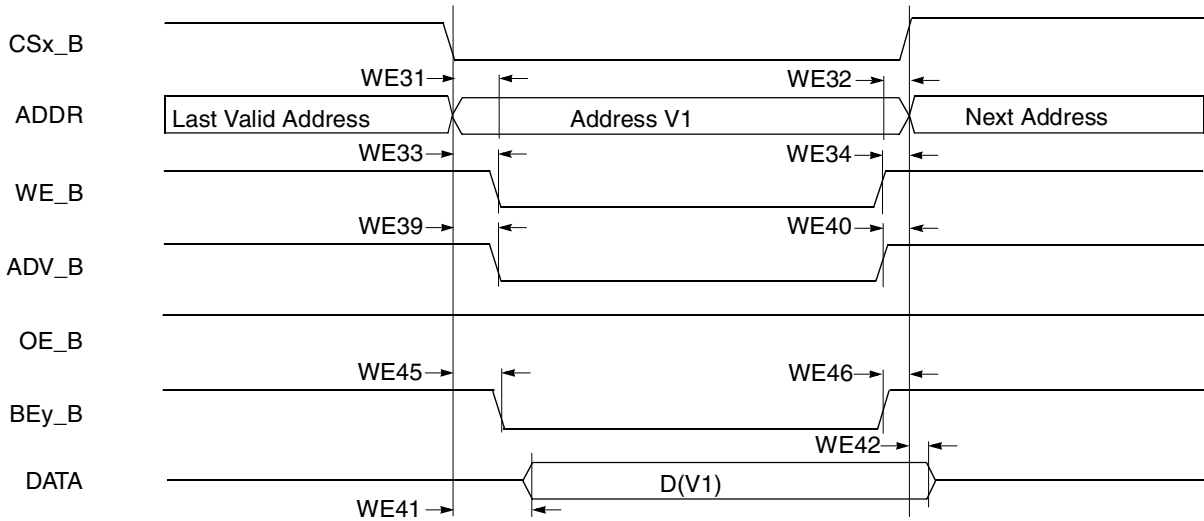 CSx_B
WE31
WE32
ADDR
Last Valid Address
Address V1
Next Address
WE33
WE34
WE_B
WE39
WE40
ADV_B
OE_B
WE45
WE46
BEy_B
WE42
DATA
D(V1)
WE41